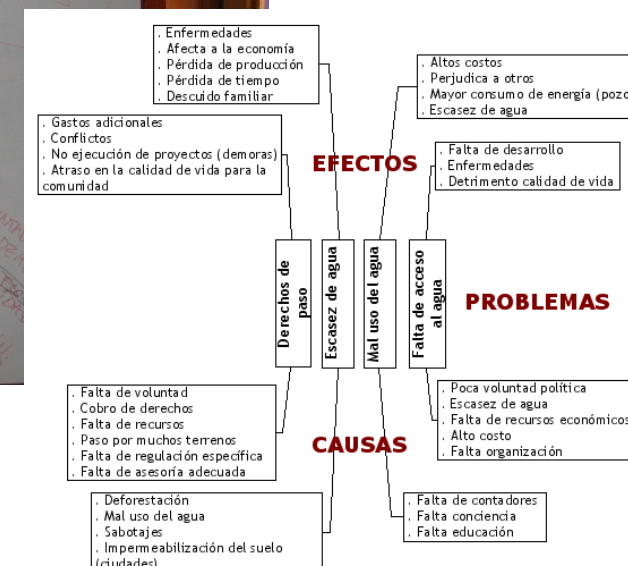 . Enfermedades
. Afecta a la economía
. Pérdida de producción
. Pérdida de tiempo
. Descuido familiar
. Altos costos
. Perjudica a otros
. Mayor consumo de energía (pozo
. Escasez de agua
. Gastos adicionales
. Conflictos
. No ejecución de proyectos (demoras)
. Atraso en la calidad de vida para la
comunidad
EFECTOS
. Falta de desarrollo
. Enfermedades
. Detrimento calidad de vida
Derechos de
paso
Escasez de agua
Mal uso del agua
Falta de acceso
al agua
PROBLEMAS
. Falta de voluntad
. Cobro de derechos
. Falta de recursos
. Paso por muchos terrenos
. Falta de regulación específica
. Falta de asesoría adecuada
CAUSAS
. Poca voluntad política
. Escasez de agua
. Falta de recursos económicos
. Alto costo
. Falta organización
. Deforestación
. Mal uso del agua
. Sabotajes
. Impermeabilización del suelo
(ciudades)
. Falta de contadores
. Falta conciencia
. Falta educación